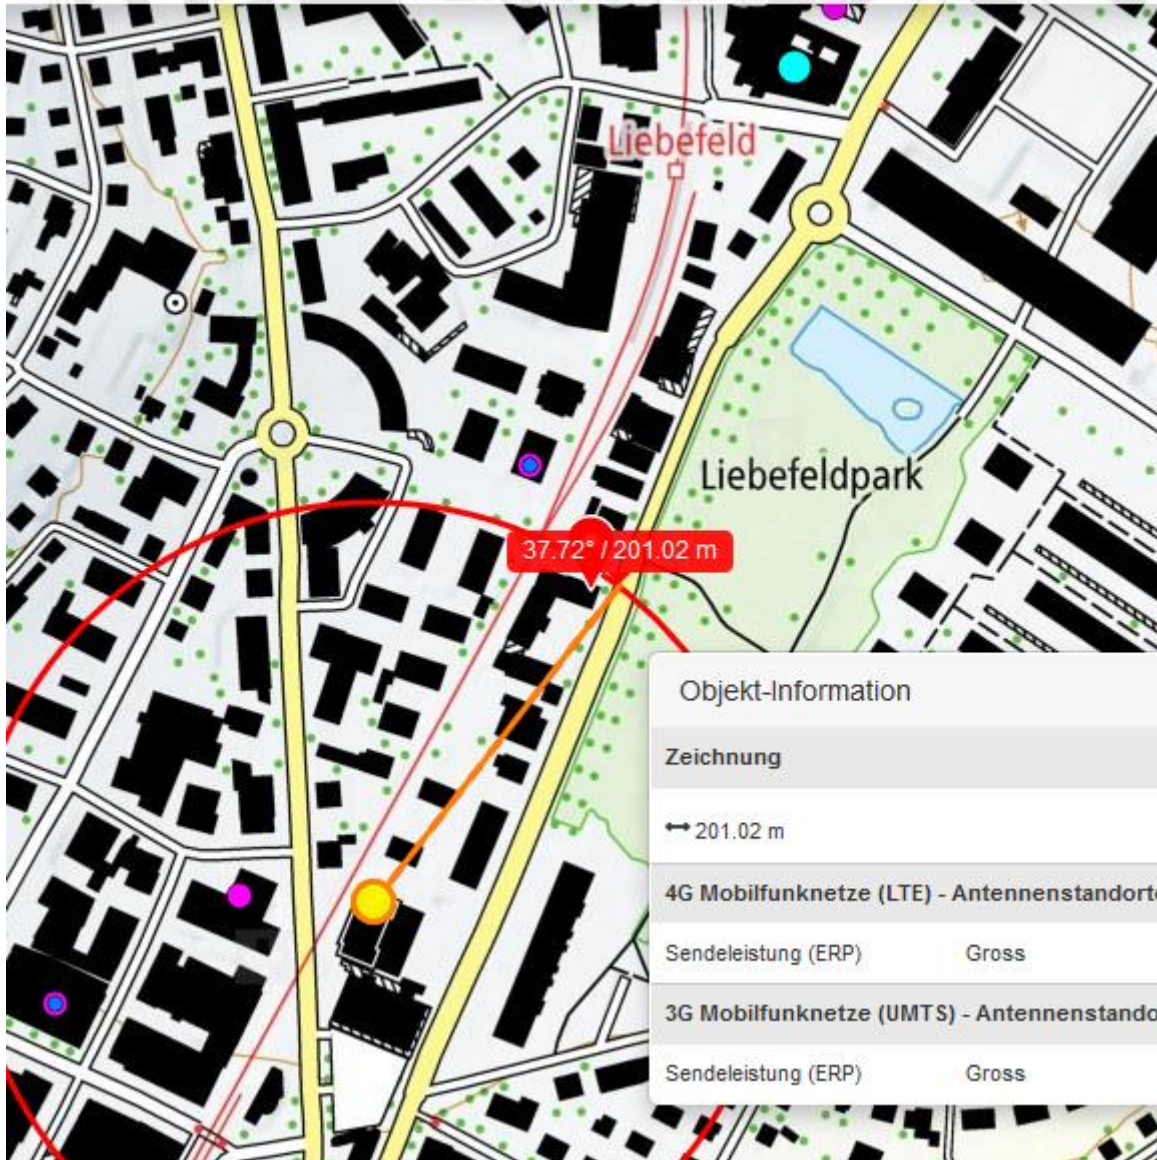 Liebefeld
Liebefeldpark
37.72° / 201.02 m
Objekt-Information
Zeichnung
201.02 m
4G Mobilfunknetze (LTE) - Antennenstandorte
Sendeleistung (ERP) Gross
3G Mobilfunknetze (UMTS) - Antennenstando
Sendeleistung (ERP) Gross